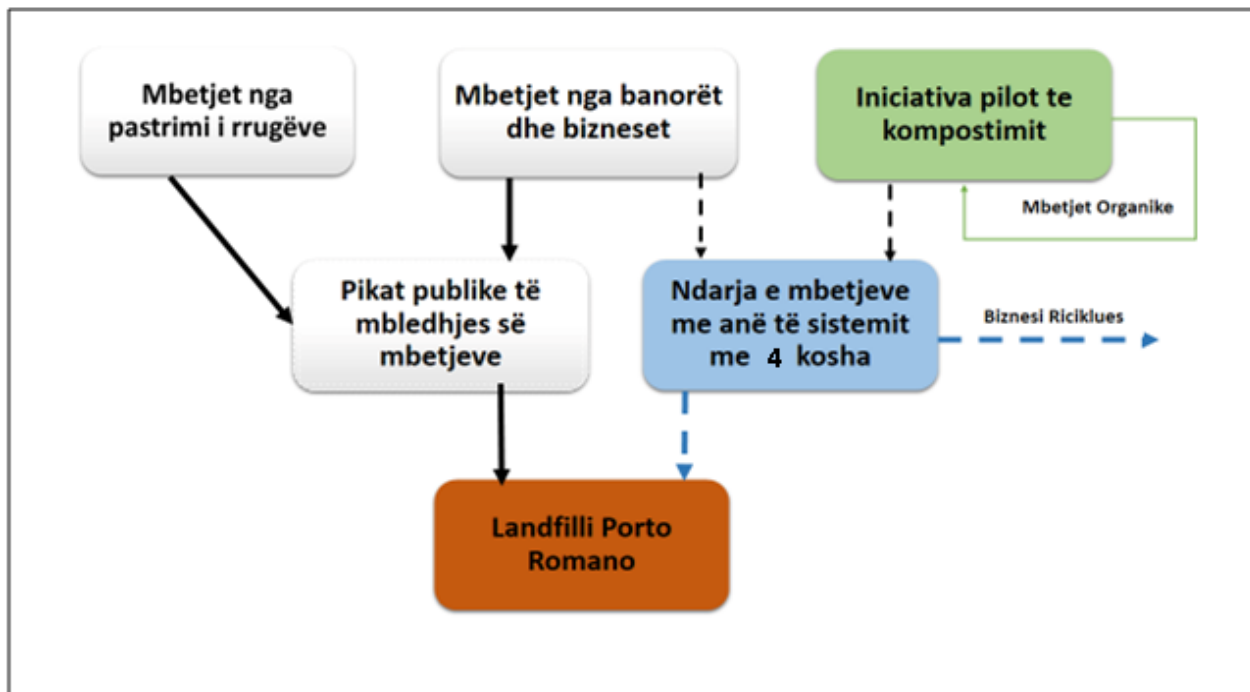 Mbetjet nga
pastrimi i rrugëve
Mbetjet nga banorët
dhe bizneset
Iniciativa pilot te
kompostimit
Mbetjet Organike
Pikat publike të
mbledhjes së
mbetjeve
Ndarja e mbetjeve
me anë të sistemit
me 4 kosha
Biznesi Riciklues
Landfilli Porto
Romano